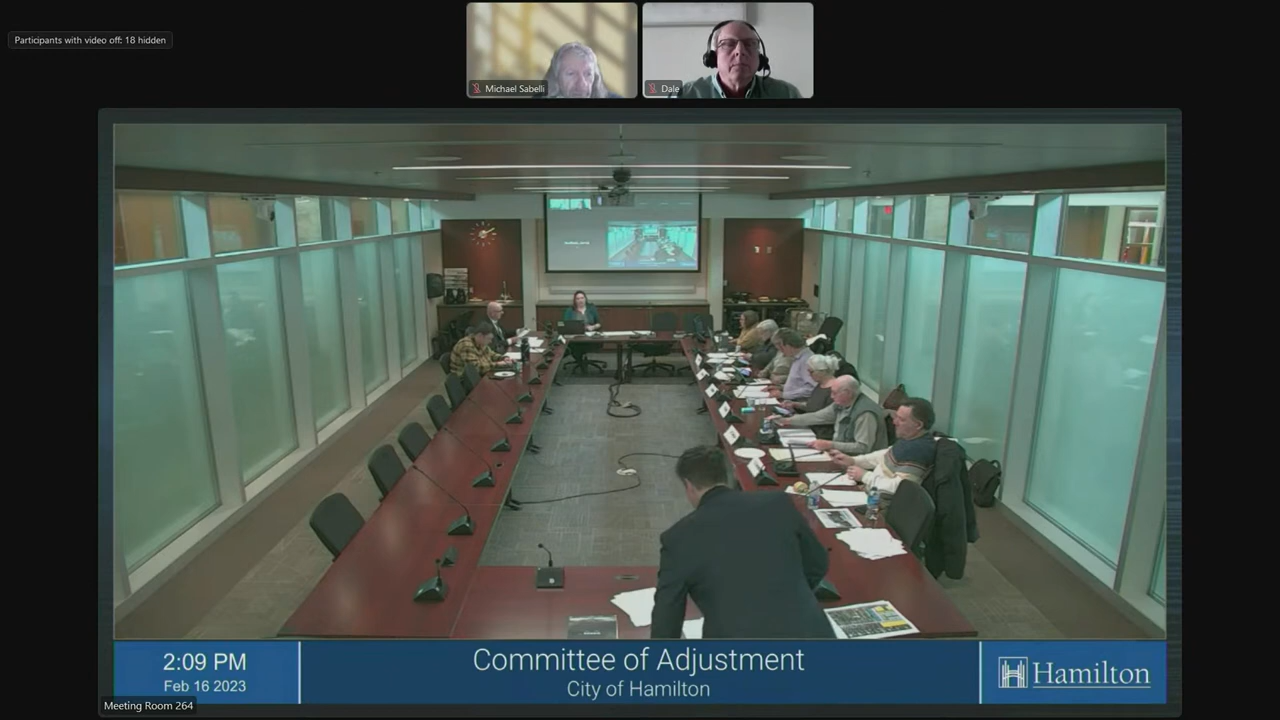 Participants with video off: 18 hidden
Michael Sabelli
Dale
2:09 PM
Feb 16 2023
Committee of Adjustment
City of Hamilton
Hamilton
Meeting Room 264